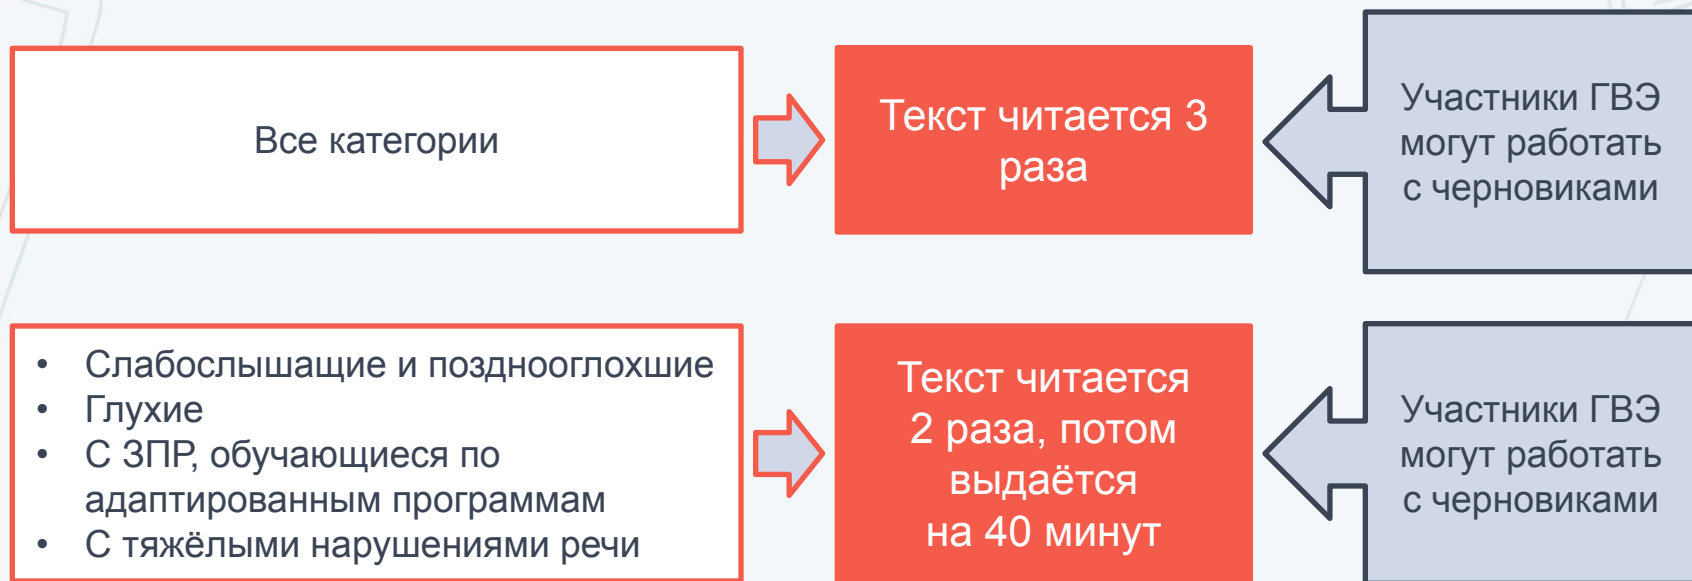 Все категории
Текст читается 3
раза
Участники ГВЭ
могут работать
с черновиками
• Слабослышащие и позднооглохшие
• Глухие
• С ЗПР, обучающиеся по
адаптированным программам
• С тяжёлыми нарушениями речи
Текст читается
2 раза, потом
выдаётся
на 40 минут
Участники ГВЭ
могут работать
с черновиками